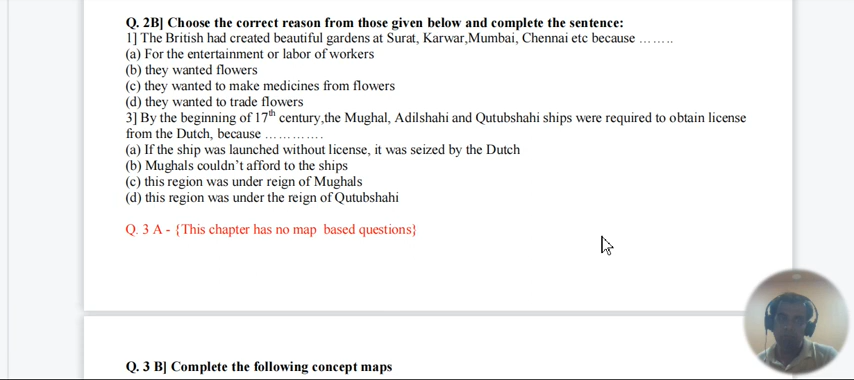 Q. 2B] Choose the correct reason from those given below and complete the sentence:
1] The British had created beautiful gardens at Surat, Karwar,Mumbai, Chennai etc because ........
(a) For the entertainment or labor of workers
(b) they wanted flowers
(c) they wanted to make medicines from flowers
(d) they wanted to trade flowers
3] By the beginning of 17th century,the Mughal, Adilshahi and Qutubshahi ships were required to obtain license
from the Dutch, because .............
(a) If the ship was launched without license, it was seized by the Dutch
(b) Mughals couldn't afford to the ships
(c) this region was under reign of Mughals
(d) this region was under the reign of Qutubshahi
Q. 3 A - {This chapter has no map based questions}
Q. 3 B] Complete the following concept maps